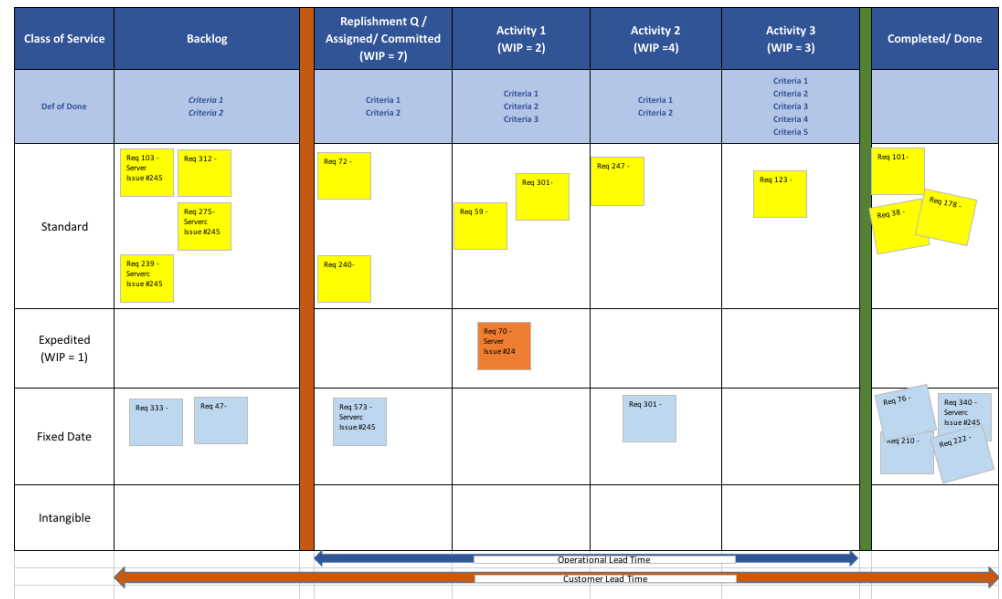 Class of Service
Backlog
Replishment Q /
Assigned/ Committed
(WIP = 7)
Activity 1
(WIP = 2)
Activity 2
(WIP =4)
Activity 3
(WIP = 3)
Completed/ Done
Def of Done
Criteria 1
Criteria 2
Criteria 1
Criteria 2
Criteria 1
Criteria 2
Criteria 3
Criteria 1
Criteria 2
Criteria 1
Criteria 2
Criteria 3
Criteria 4
Criteria 5
Standard
Req 103 -
Server
Issue #245
Req 312 -
Req 275-
Serverc
Issue #245
Req 239 -
Serverc
Issue #245
Req 72 -
Req 240-
Req 301-
Req 59 -
Req 247 -
Req 123 -
Req 101-
Req 38 -
Req 178 -
Expedited
(WIP = 1)
Req 70 -
Server
Issue #24
Fixed Date
Req 333 -
Req 47-
Req 573 -
Serverc
Issue #245
Req 301 -
Req 76 -
Req 340 -
Serverc
Issue #245
Req 210 -
Req 222 -
Intangible
Operational Lead Time
Customer Lead Time